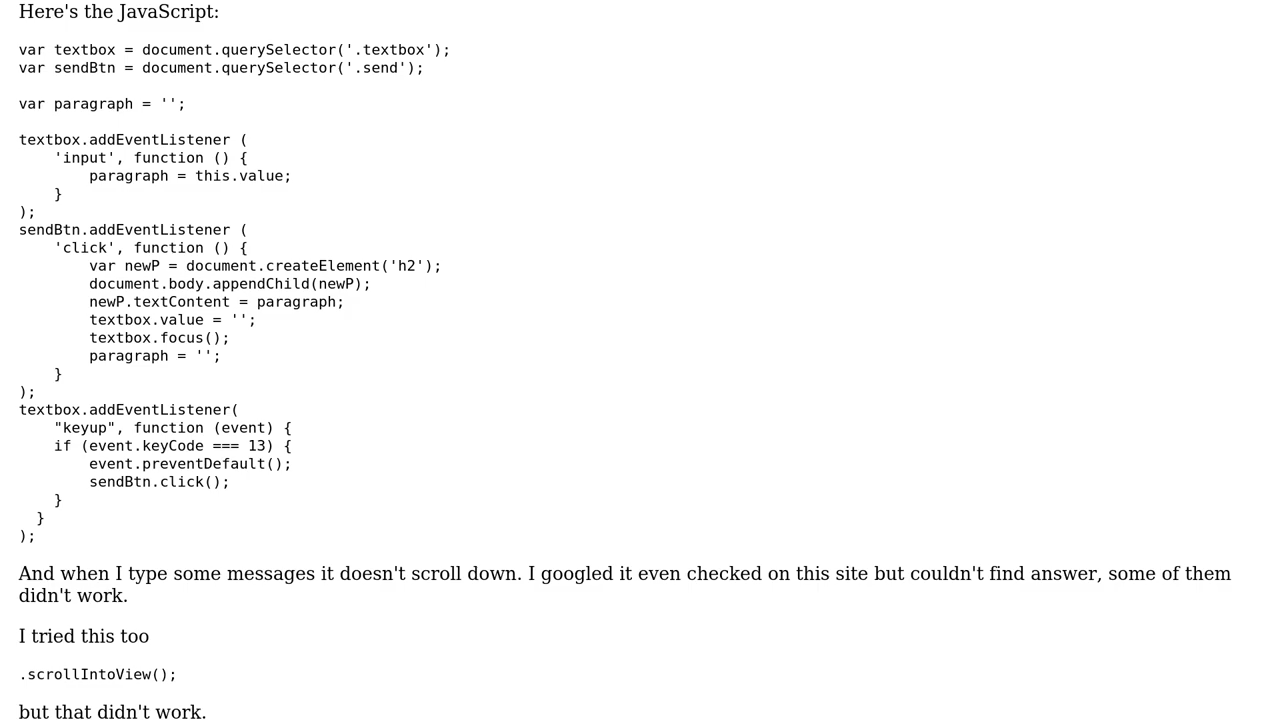 Here's the JavaScript:
var textbox = document.querySelector('.textbox');
var sendBtn = document.querySelector('.send');
var paragraph = '';
textbox.addEventListener (
    'input', function () {
        paragraph = this.value;
    }
);
sendBtn.addEventListener (
    'click', function () {
        var newP = document.createElement('h2');
        document.body.appendChild(newP);
        newP.textContent = paragraph;
        textbox.value = '';
        textbox.focus();
        paragraph = '';
    }
);
textbox.addEventListener(
    "keyup", function (event) {
    if (event.keyCode === 13) {
        event.preventDefault();
        sendBtn.click();
    }
  }
);
And when I type some messages it doesn't scroll down. I googled it even checked on this site but couldn't find answer, some of them
didn't work.
I tried this too
.scrollIntoView();
but that didn't work.